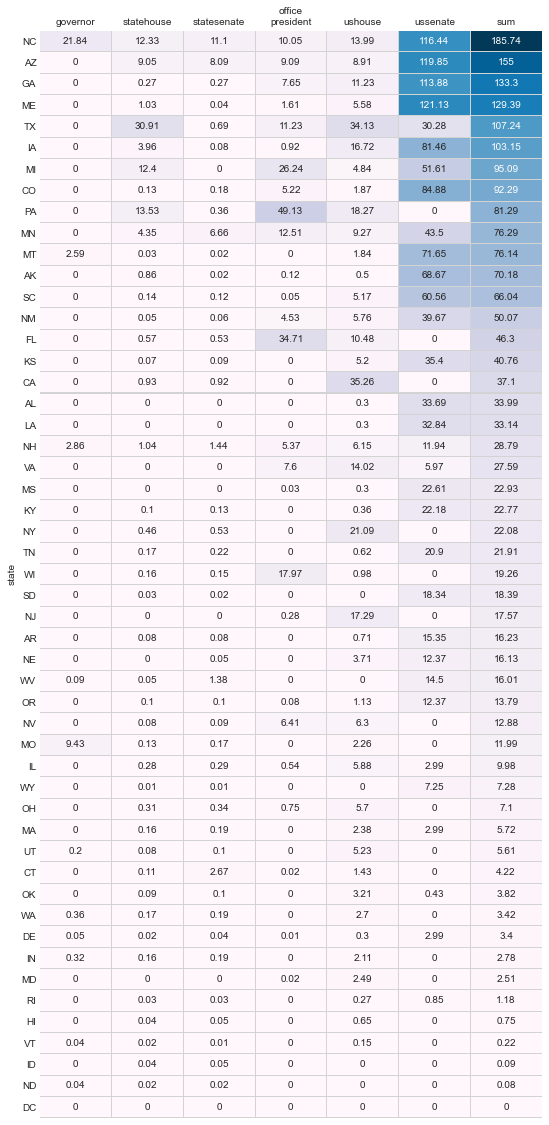 office
governor statehouse statesenate president ushouse ussenate sum
NC 21.84 12.33 11.1 10.05 13.99 116.44 185.74
AZ 0 9.05 8.09 9.09 8.91 119.85 155
GA 0 0.27 0.27 7.65 11.23 113.88 133.3
ME 0 1.03 0.04 1.61 5.58 121.13 129.39
TX 0 30.91 0.69 11.23 34.13 30.28 107.24
IA 0 3.96 0.08 0.92 16.72 81.46 103.15
MI 0 12.4 0 26.24 4.84 51.61 95.09
CO 0 0.13 0.18 5.22 1.87 84.88 92.29
PA 0 13.53 0.36 49.13 18.27 0 81.29
MN 0 4.35 6.66 12.51 9.27 43.5 76.29
MT 2.59 0.03 0.02 0 1.84 71.65 76.14
AK 0 0.86 0.02 0.12 0.5 68.67 70.18
SC 0 0.14 0.12 0.05 5.17 60.56 66.04
NM 0 0.05 0.06 4.53 5.76 39.67 50.07
FL 0 0.57 0.53 34.71 10.48 0 46.3
KS 0 0.07 0.09 0 5.2 35.4 40.76
CA 0 0.93 0.92 0 35.26 0 37.1
AL 0 0 0 0 0.3 33.69 33.99
LA 0 0 0 0 0.3 32.84 33.14
NH 2.86 1.04 1.44 5.37 6.15 11.94 28.79
VA 0 0 0 7.6 14.02 5.97 27.59
MS 0 0 0 0.03 0.3 22.61 22.93
KY 0 0.1 0.13 0 0.36 22.18 22.77
NY 0 0.46 0.53 0 21.09 0 22.08
TN 0 0.17 0.22 0 0.62 20.9 21.91
state
WI 0 0.16 0.15 17.97 0.98 0 19.26
SD 0 0.03 0.02 0 0 18.34 18.39
NJ 0 0 0 0.28 17.29 0 17.57
AR 0 0.08 0.08 0 0.71 15.35 16.23
NE 0 0 0.05 0 3.71 12.37 16.13
WV 0.09 0.05 1.38 0 0 14.5 16.01
OR 0 0.1 0.1 0.08 1.13 12.37 13.79
NV 0 0.08 0.09 6.41 6.3 0 12.88
MO 9.43 0.13 0.17 0 2.26 0 11.99
IL 0 0.28 0.29 0.54 5.88 2.99 9.98
WY 0 0.01 0.01 0 0 7.25 7.28
OH 0 0.31 0.34 0.75 5.7 0 7.1
MA 0 0.16 0.19 0 2.38 2.99 5.72
UT 0.2 0.08 0.1 0 5.23 0 5.61
CT 0 0.11 2.67 0.02 1.43 0 4.22
OK 0 0.09 0.1 0 3.21 0.43 3.82
WA 0.36 0.17 0.19 0 2.7 0 3.42
DE 0.05 0.02 0.04 0.01 0.3 2.99 3.4
IN 0.32 0.16 0.19 0 2.11 0 2.78
MD 0 0 0 0.02 2.49 0 2.51
RI 0 0.03 0.03 0 0.27 0.85 1.18
HI 0 0.04 0.05 0 0.65 0 0.75
VT 0.04 0.02 0.01 0 0.15 0 0.22
ID 0 0.04 0.05 0 0 0 0.09
ND 0.04 0.02 0.02 0 0 0 0.08
DC 0 0 0 0 0 0 0